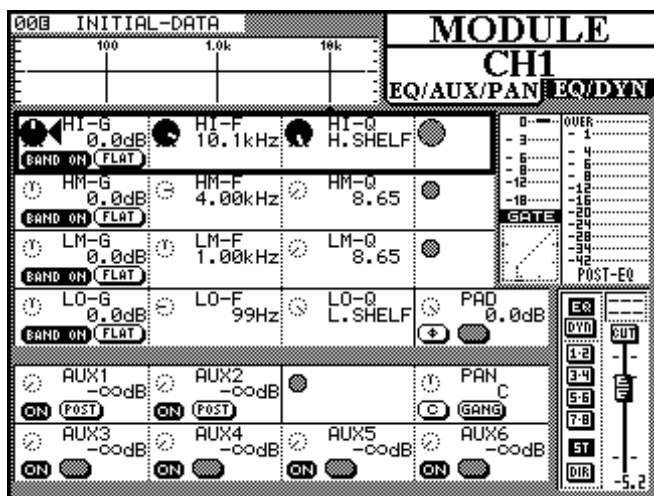 00▯ INITIAL-DATA
MODULE
CH1
EQ/AUX/PAN EQ/DYN
100 1.0k 10k
HI-G 0.0dB HI-F 10.1kHz HI-Q H.SHELF
BAND ON FLAT
HM-G 0.0dB HM-F 4.00kHz HM-Q 8.65
BAND ON FLAT
LM-G 0.0dB LM-F 1.00kHz LM-Q 8.65
BAND ON FLAT
LO-G 0.0dB LO-F 99Hz LO-Q L.SHELF PAD 0.0dB
BAND ON FLAT Φ
AUX1 -∞dB AUX2 -∞dB PAN C
ON POST ON POST C GANG
AUX3 -∞dB AUX4 -∞dB AUX5 -∞dB AUX6 -∞dB
ON ON ON ON
0
-3
-6
-8
-12
-18
GATE
OVER
-1
-4
-6
-8
-12
-16
-20
-24
-28
-34
-42
POST-EQ
EQ
DYN
CUT
1-2
3-4
5-6
7-8
ST
DIR
-5.2